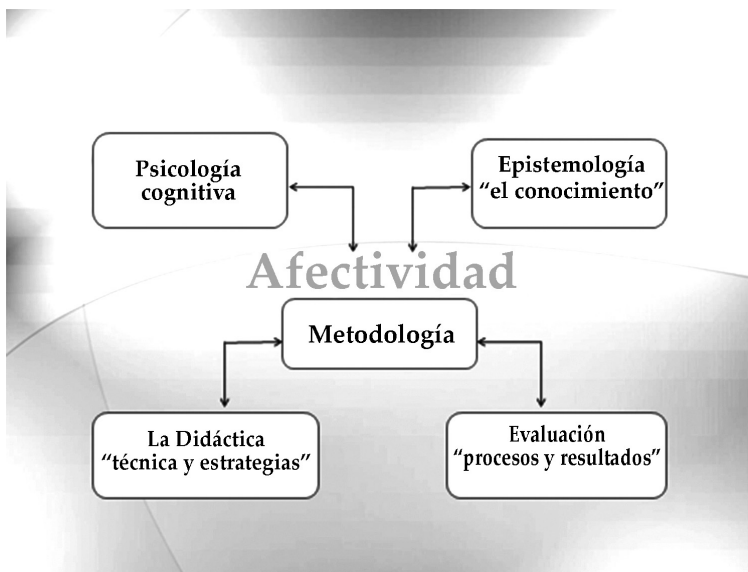 Psicología
cognitiva
Epistemología
“el conocimiento”
Afectividad
Metodología
La Didáctica
“técnica y estrategias”
Evaluación
“procesos y resultados”